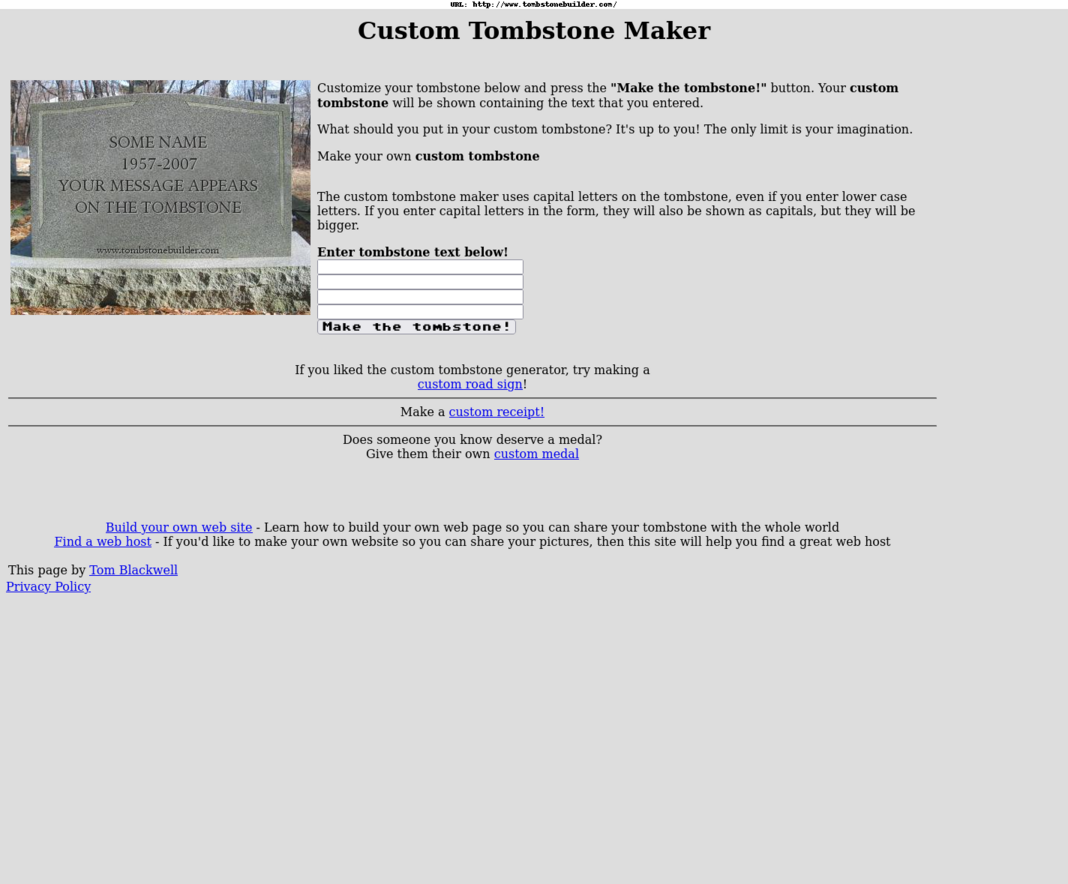 URL: http://www.tombstonebuilder.com/
Custom Tombstone Maker
SOME NAME
1957-2007
YOUR MESSAGE APPEARS
ON THE TOMBSTONE
www.tombstonebuilder.com
Customize your tombstone below and press the "Make the tombstone!" button. Your custom
tombstone will be shown containing the text that you entered.
What should you put in your custom tombstone? It's up to you! The only limit is your imagination.
Make your own custom tombstone
The custom tombstone maker uses capital letters on the tombstone, even if you enter lower case
letters. If you enter capital letters in the form, they will also be shown as capitals, but they will be
bigger.
Enter tombstone text below!
Make the tombstone!
If you liked the custom tombstone generator, try making a
custom road sign!
Make a custom receipt!
Does someone you know deserve a medal?
Give them their own custom medal
Build your own web site - Learn how to build your own web page so you can share your tombstone with the whole world
Find a web host - If you'd like to make your own website so you can share your pictures, then this site will help you find a great web host
This page by Tom Blackwell
Privacy Policy